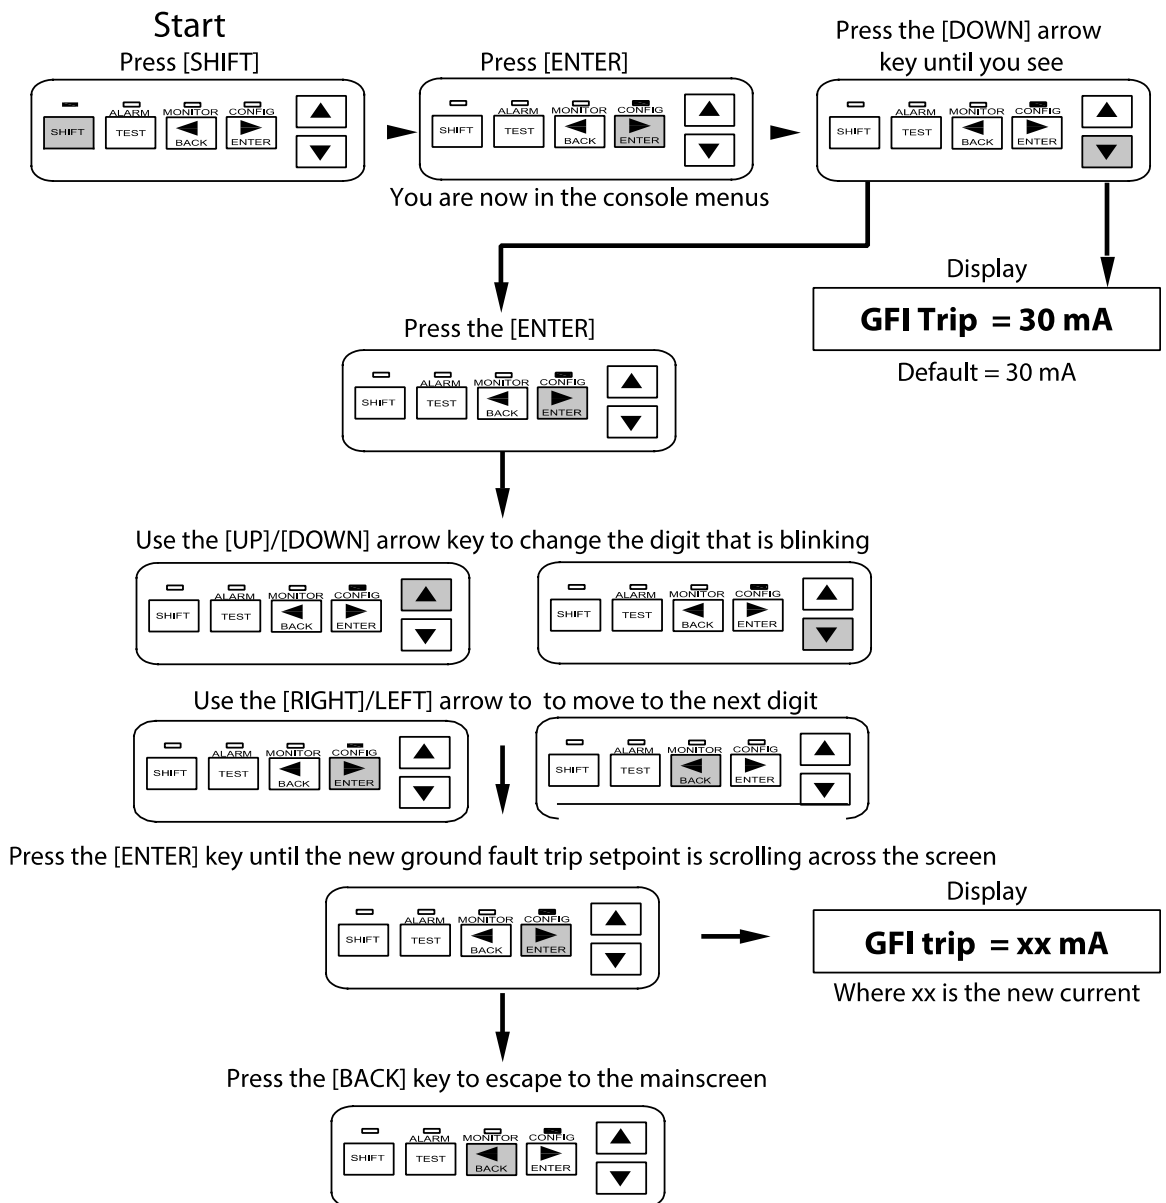 Start
Press [SHIFT]
ALARM MONITOR CONFIG
SHIFT TEST BACK ENTER
Press [ENTER]
ALARM MONITOR CONFIG
SHIFT TEST BACK ENTER
You are now in the console menus
Press the [DOWN] arrow
key until you see
ALARM MONITOR CONFIG
SHIFT TEST BACK ENTER
Display
GFI Trip = 30 mA
Default = 30 mA
Press the [ENTER]
ALARM MONITOR CONFIG
SHIFT TEST BACK ENTER
Use the [UP]/[DOWN] arrow key to change the digit that is blinking
ALARM MONITOR CONFIG
SHIFT TEST BACK ENTER
ALARM MONITOR CONFIG
SHIFT TEST BACK ENTER
Use the [RIGHT]/LEFT] arrow to to move to the next digit
ALARM MONITOR CONFIG
SHIFT TEST BACK ENTER
ALARM MONITOR CONFIG
SHIFT TEST BACK ENTER
Press the [ENTER] key until the new ground fault trip setpoint is scrolling across the screen
ALARM MONITOR CONFIG
SHIFT TEST BACK ENTER
Display
GFI trip = xx mA
Where xx is the new current
Press the [BACK] key to escape to the mainscreen
ALARM MONITOR CONFIG
SHIFT TEST BACK ENTER